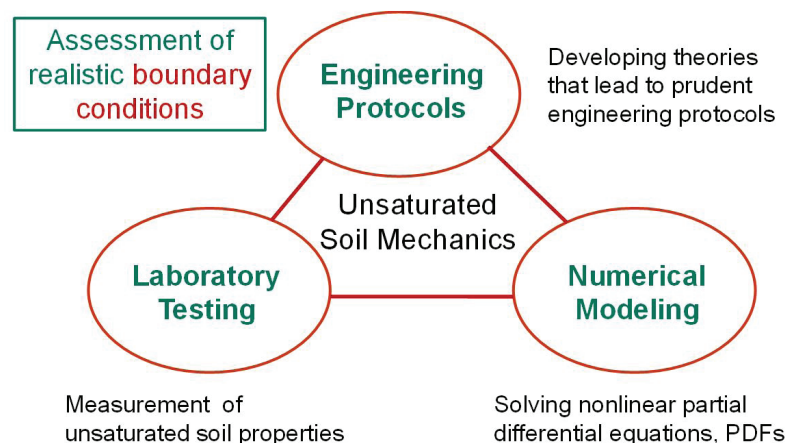 Assessment of
realistic boundary
conditions
Engineering
Protocols
Developing theories
that lead to prudent
engineering protocols
Unsaturated
Soil Mechanics
Laboratory
Testing
Numerical
Modeling
Measurement of
unsaturated soil properties
Solving nonlinear partial
differential equations, PDFs